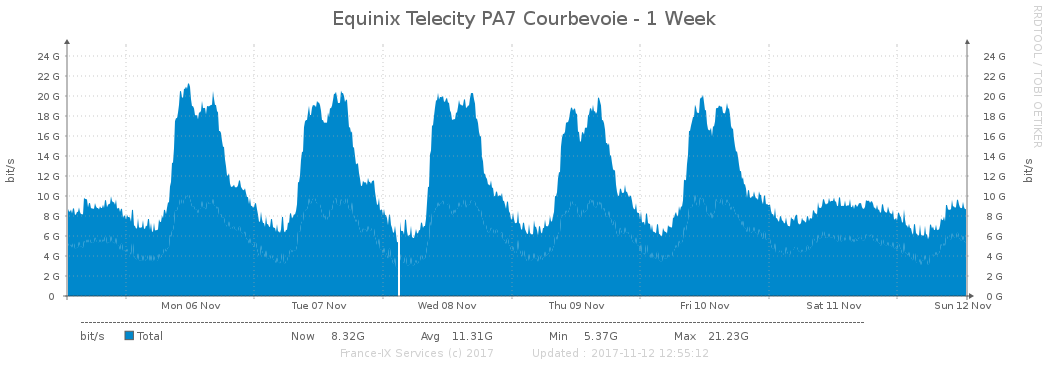 Equinix Telecity PA7 Courbevoie - 1 Week
RRDTOOL / TOBI OETIKER
bit/s
24 G 24 G
22 G 22 G
20 G 20 G
18 G 18 G
16 G 16 G
14 G 14 G
12 G 12 G
10 G 10 G
8 G 8 G
6 G 6 G
4 G 4 G
2 G 2 G
0 0 G
bit/s
Mon 06 Nov Tue 07 Nov Wed 08 Nov Thu 09 Nov Fri 10 Nov Sat 11 Nov Sun 12 Nov
bit/s Total Now 8.32G Avg 11.31G Min 5.37G Max 21.23G
France-IX Services (c) 2017 Updated : 2017-11-12 12:55:12